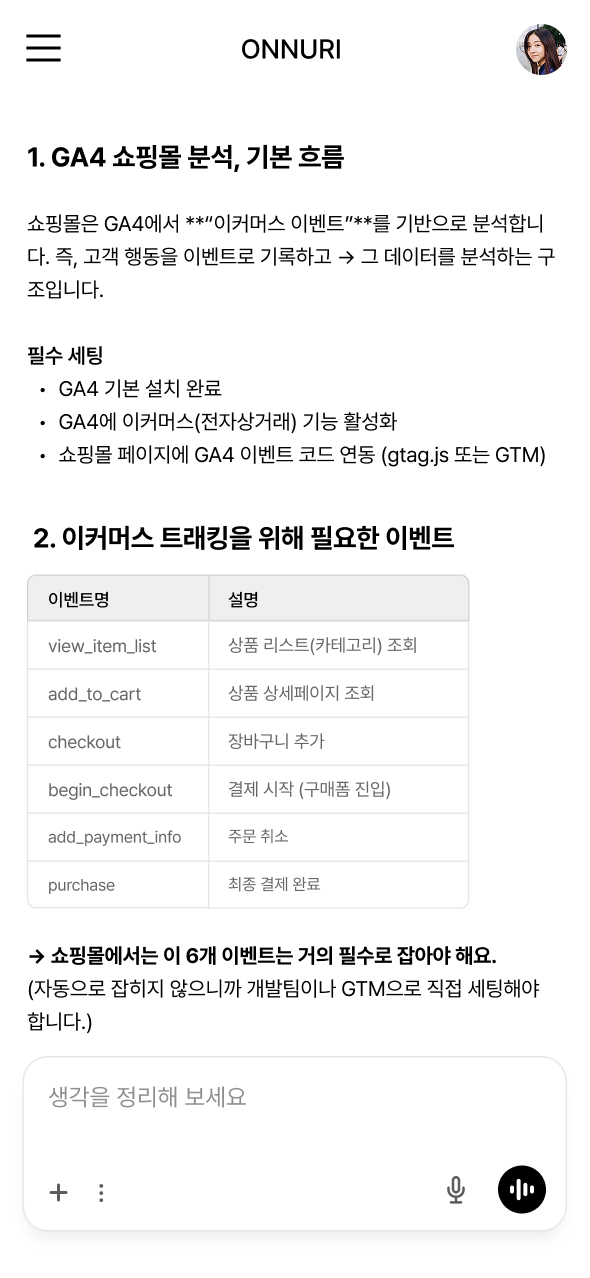 ONNURI
1. GA4 쇼핑몰 분석, 기본 흐름
쇼핑몰은 GA4에서 **“이커머스 이벤트”**를 기반으로 분석합니
다. 즉, 고객 행동을 이벤트로 기록하고 → 그 데이터를 분석하는 구
조입니다.
필수 세팅
• GA4 기본 설치 완료
• GA4에 이커머스(전자상거래) 기능 활성화
• 쇼핑몰 페이지에 GA4 이벤트 코드 연동 (gtag.js 또는 GTM)
2. 이커머스 트래킹을 위해 필요한 이벤트
이벤트명 설명
view_item_list 상품 리스트(카테고리) 조회
add_to_cart 상품 상세페이지 조회
checkout 장바구니 추가
begin_checkout 결제 시작 (구매폼 진입)
add_payment_info 주문 취소
purchase 최종 결제 완료
→ 쇼핑몰에서는 이 6개 이벤트는 거의 필수로 잡아야 해요.
(자동으로 잡히지 않으니까 개발팀이나 GTM으로 직접 세팅해야
합니다.)
생각을 정리해 보세요